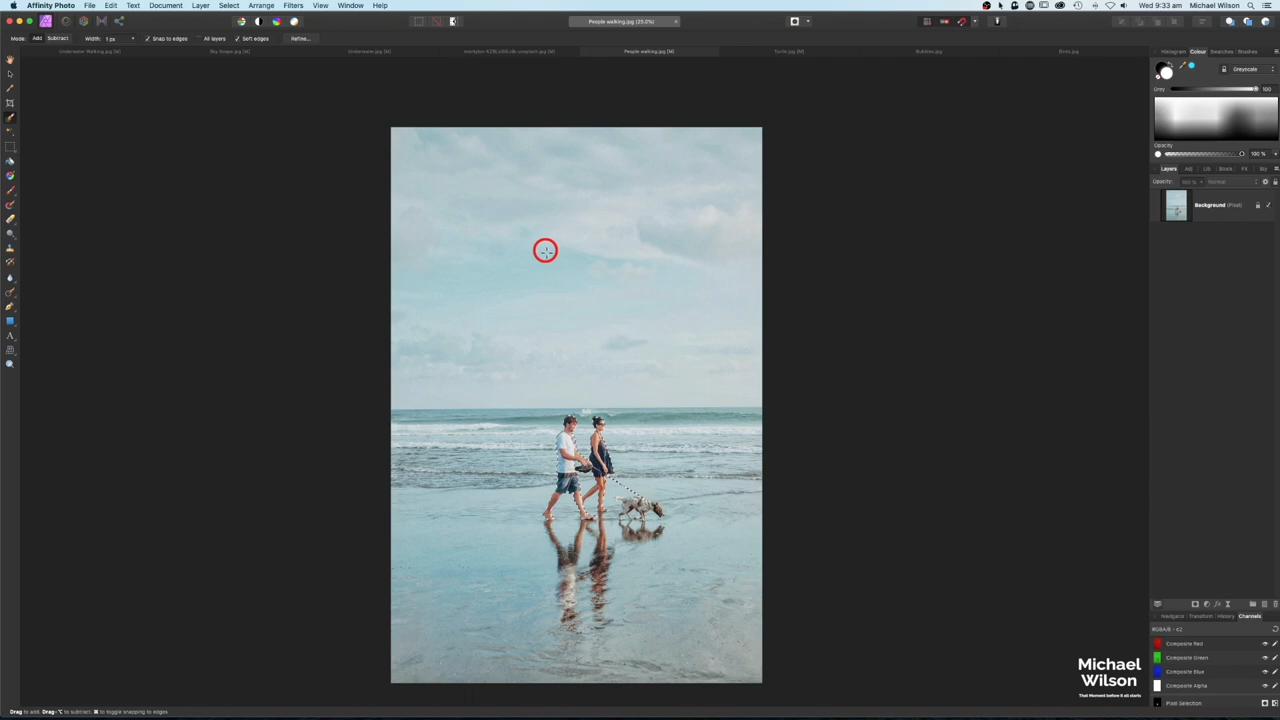 Affinity Photo File Edit Text Document Layer Select Arrange Filters View Window Help Wed 9:33 am Michael Wilson
People walking.jpg (25.0%)
Mode: Add Subtract Width: 1 px Snap to edges All layers Soft edges Refine...
Underwater Walking.jpg [M] Underwater.jpg [M] People walking.jpg [M] Turtle.jpg [M] Bubbles.jpg Birds.jpg
Histogram Colour Swatches Brushes
Greyscale
Grey 100
Opacity
100 %
Layers Adj Lib Stock FX Sty
Opacity: 100 % Normal
Background (Pixel)
Navigator Transform History Channels
Composite Red
Composite Green
Composite Blue
Composite Alpha
Pixel Selection
Michael
Wilson
That Moment before it all starts
Drag to add. Drag+⌥ to subtract. ⌘ to toggle snapping to edges